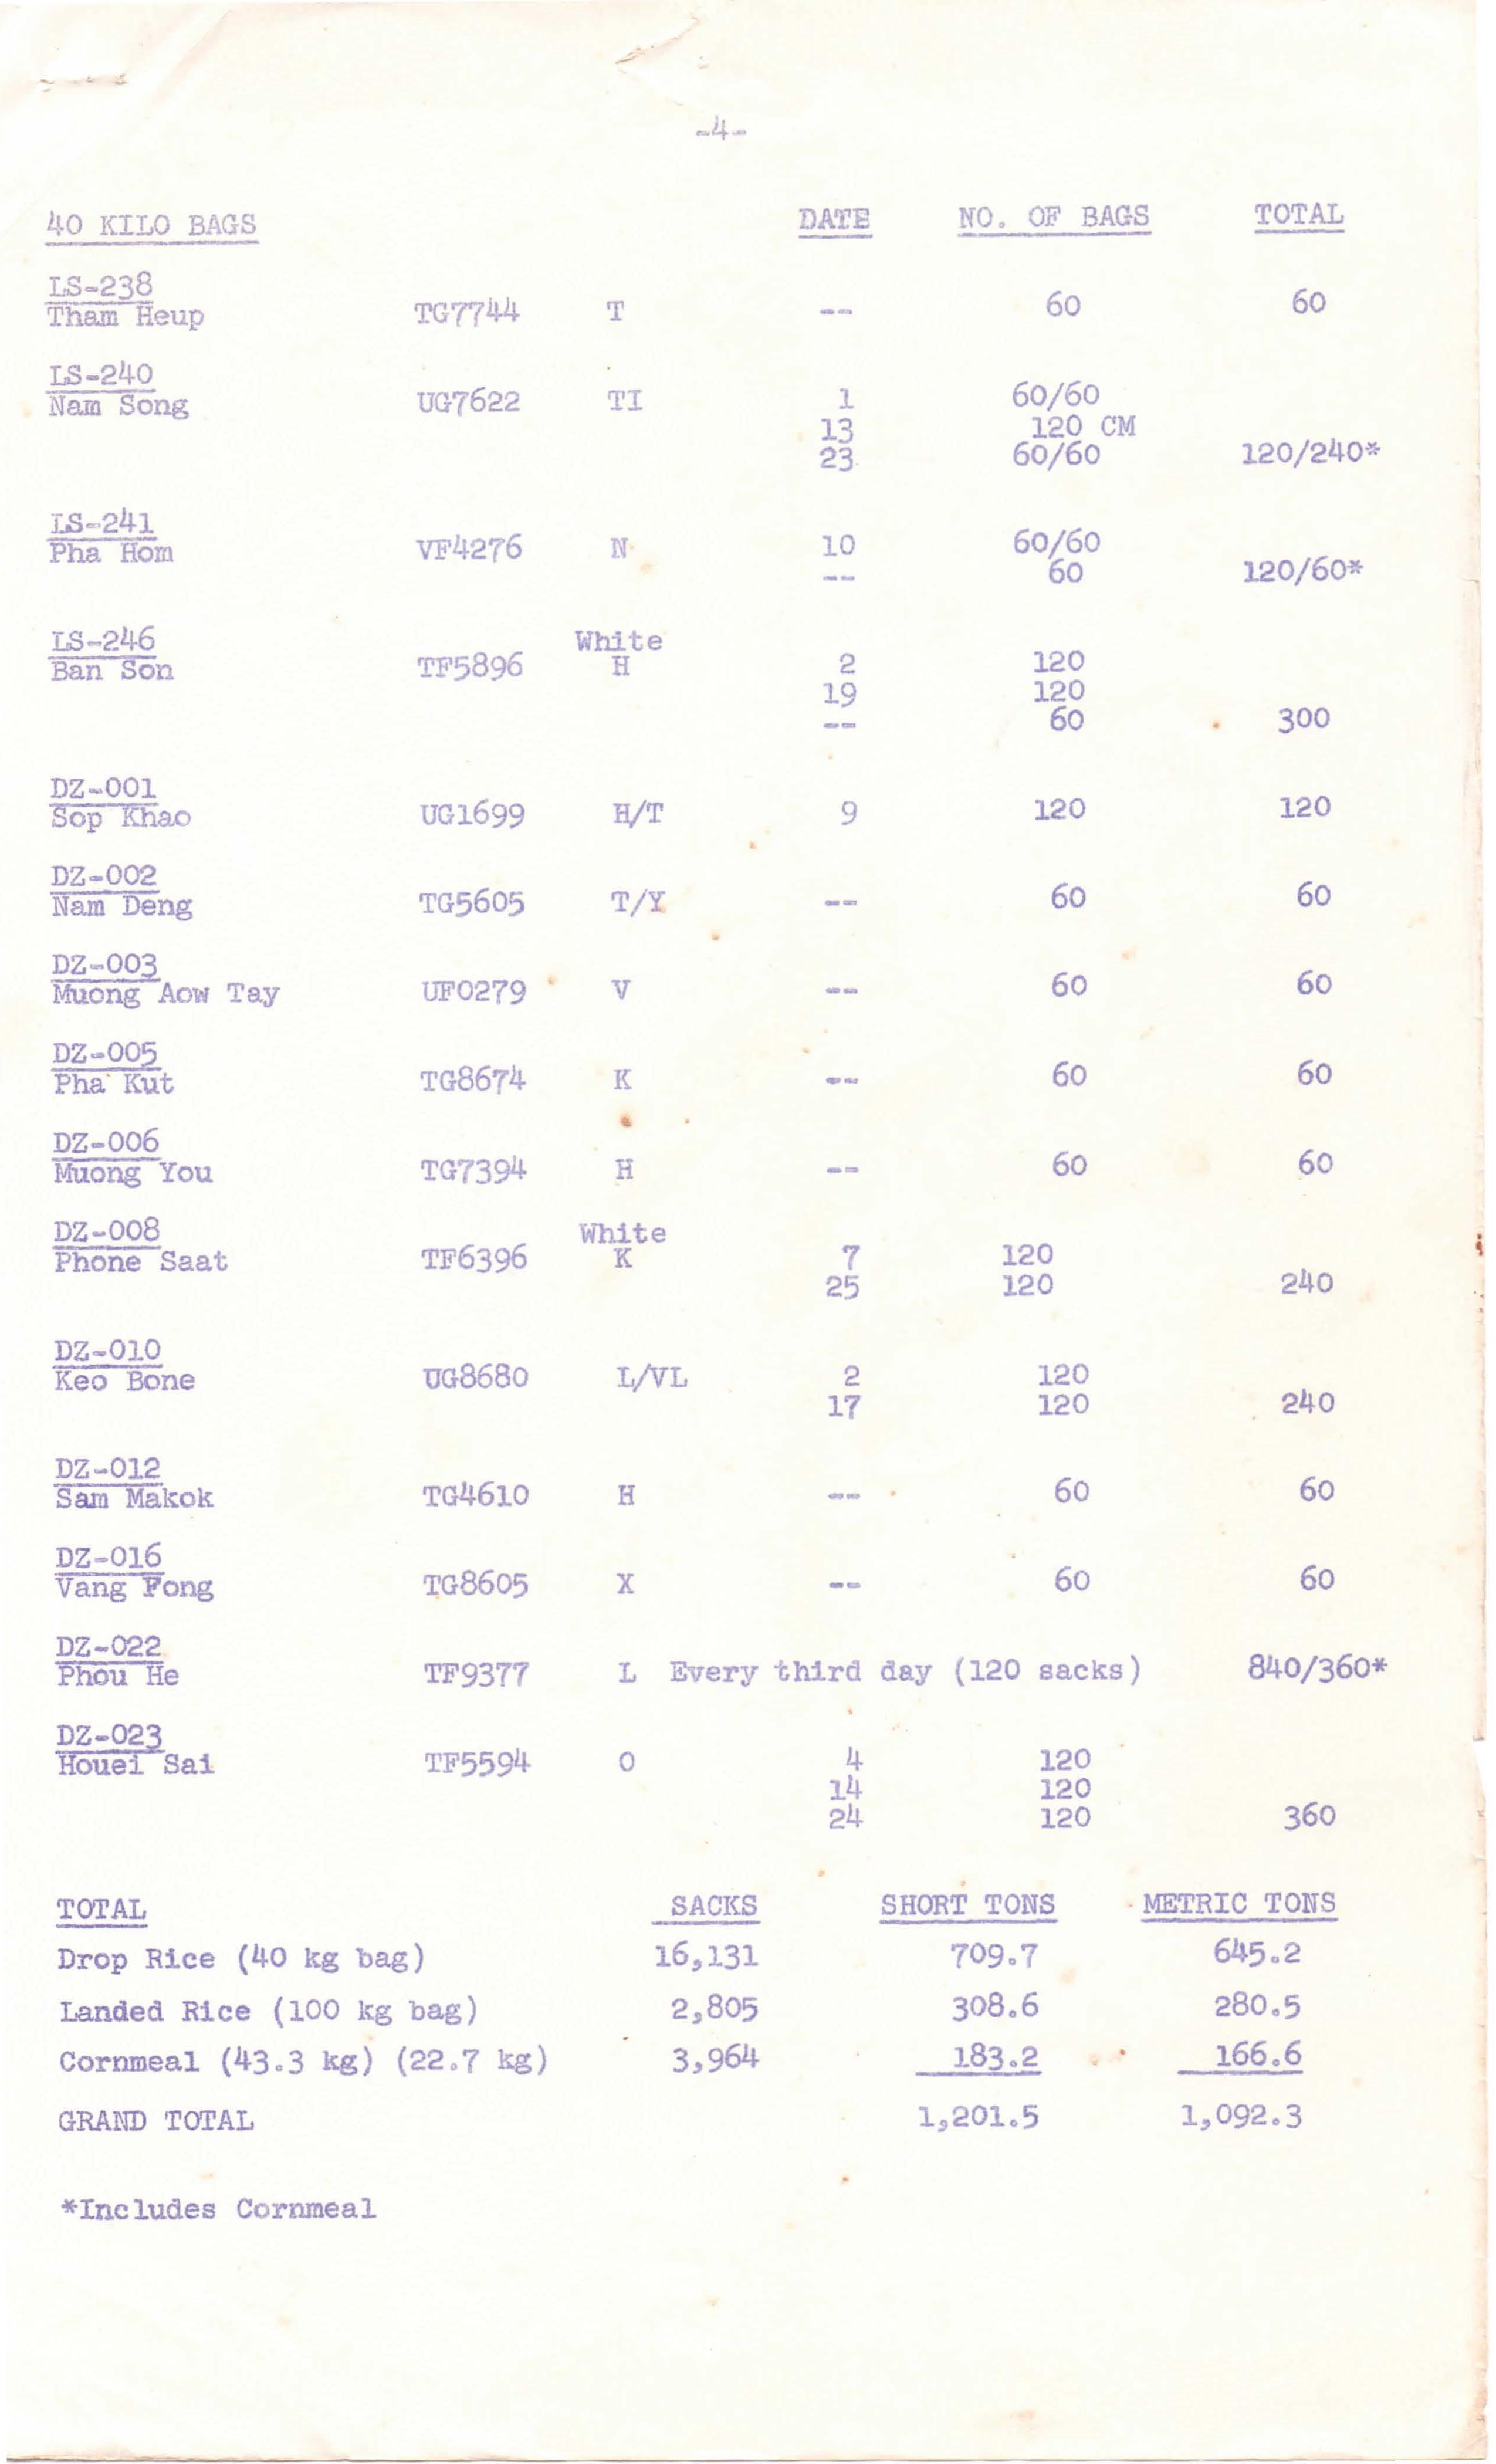 -4-
40 KILO BAGS DATE NO. OF BAGS TOTAL
LS-238
Tham Heup TG7744 T -- 60 60
LS-240
Nam Song UG7622 TI 1 60/60
13 120 CM
23 60/60 120/240*
LS-241
Pha Hom VF4276 N 10 60/60
-- 60 120/60*
LS-246 White
Ban Son TF5896 H 2 120
19 120
-- 60 300
DZ-001
Sop Khao UG1699 H/T 9 120 120
DZ-002
Nam Deng TG5605 T/Y -- 60 60
DZ-003
Muong Aow Tay UF0279 V -- 60 60
DZ-005
Pha Kut TG8674 K -- 60 60
DZ-006
Muong You TG7394 H -- 60 60
DZ-008 White
Phone Saat TF6396 K 7 120
25 120 240
DZ-010
Keo Bone UG8680 L/VL 2 120
17 120 240
DZ-012
Sam Makok TG4610 H -- 60 60
DZ-016
Vang Fong TG8605 X -- 60 60
DZ-022
Phou He TF9377 L Every third day (120 sacks) 840/360*
DZ-023
Houei Sai TF5594 O 4 120
14 120
24 120 360
TOTAL SACKS SHORT TONS METRIC TONS
Drop Rice (40 kg bag) 16,131 709.7 645.2
Landed Rice (100 kg bag) 2,805 308.6 280.5
Cornmeal (43.3 kg) (22.7 kg) 3,964 183.2 166.6
GRAND TOTAL 1,201.5 1,092.3
*Includes Cornmeal